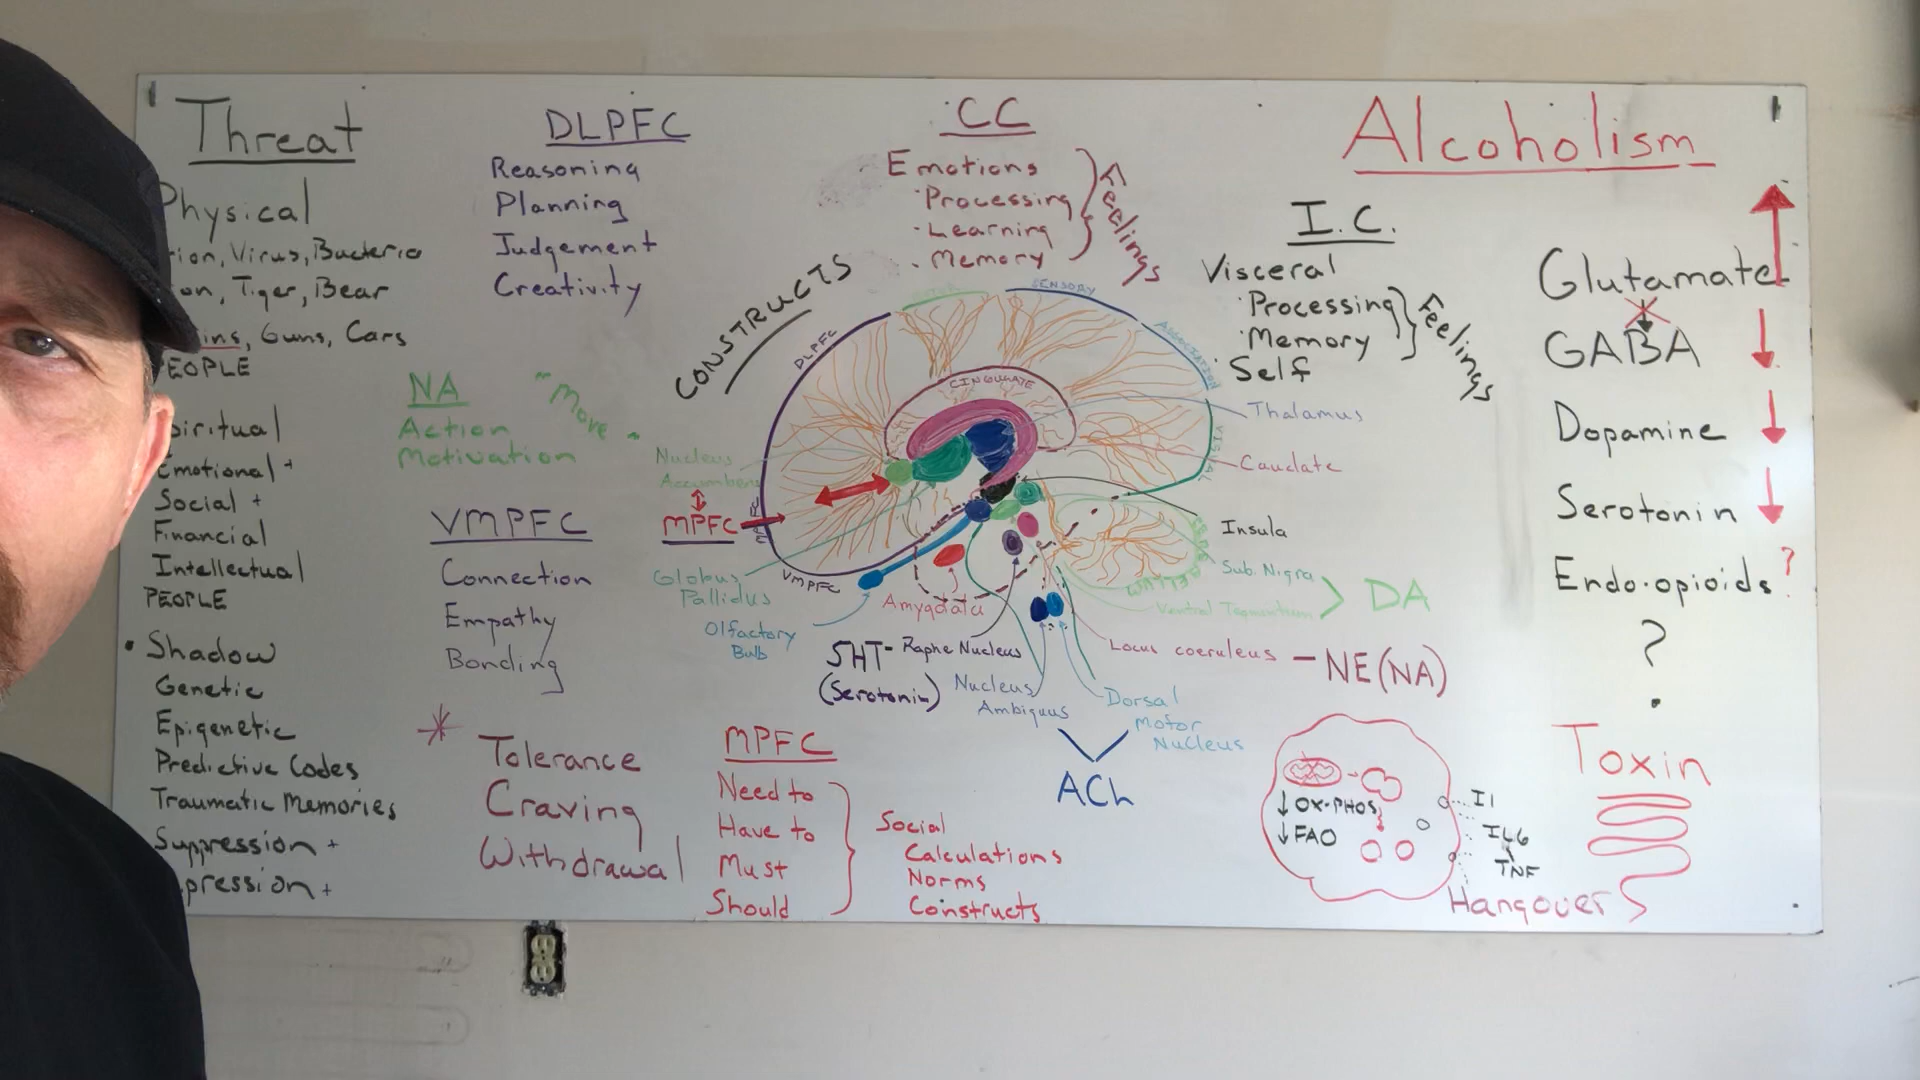 Threat
Physical
Virus, Bacteria
Tiger, Bear
Guns, Cars
Emotional +
Social +
Financial
Intellectual
PEOPLE
• Shadow
Genetic
Epigenetic
Predictive Codes
Traumatic Memories
Suppression +
DLPFC
Reasoning
Planning
Judgement
Creativity
NA
Action
Motivation
"Move"
VMPFC
Connection
Empathy
Bonding
* Tolerance
Craving
Withdrawal
CC
Emotions
· Processing
· Learning
· Memory
} Feelings
CONSTRUCTS
DLPFC
SENSORY
ASSOCIATION
CINGULATE
VMPFC
Nucleus
Accumbens
MPFC
Globus
Pallidus
Olfactory
Bulb
Amygdala
5HT - Raphe Nucleus
(Serotonin)
Nucleus
Ambiguus
Thalamus
Caudate
Insula
Sub. Nigra
Ventral Tegmentum
> DA
Locus coeruleus - NE(NA)
Dorsal
Motor
Nucleus
ACh
MPFC
Need to
Have to
Must
Should
Social
Calculations
Norms
Constructs
I.C.
Visceral
· Processing
· Memory
} Feelings
· Self
Alcoholism
Glutamate ↑
GABA ↓
Dopamine ↓
Serotonin ↓
Endo·opioids ?
?
Toxin
↓ OX-PHOS
↓ FAO
I1
IL6
TNF
Hangover